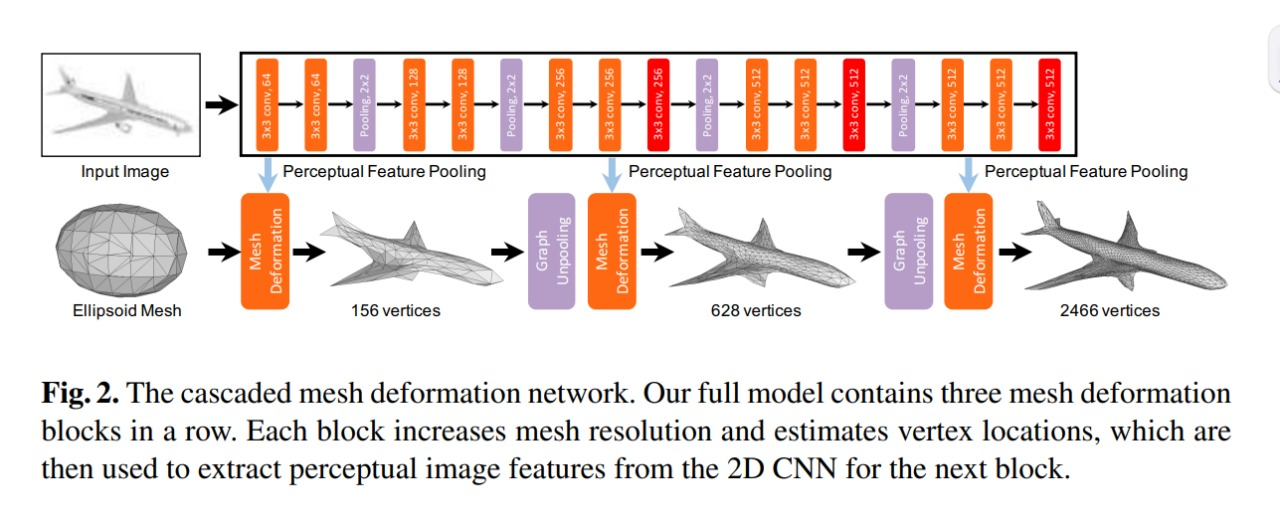 3x3 conv, 64
3x3 conv, 64
Pooling, 2x2
3x3 conv, 128
3x3 conv, 128
Pooling, 2x2
3x3 conv, 256
3x3 conv, 256
3x3 conv, 256
Pooling, 2x2
3x3 conv, 512
3x3 conv, 512
3x3 conv, 512
Pooling, 2x2
3x3 conv, 512
3x3 conv, 512
3x3 conv, 512
Input Image
Perceptual Feature Pooling
Perceptual Feature Pooling
Perceptual Feature Pooling
Mesh
Deformation
Graph
Unpooling
Mesh
Deformation
Graph
Unpooling
Mesh
Deformation
Ellipsoid Mesh
156 vertices
628 vertices
2466 vertices
Fig. 2. The cascaded mesh deformation network. Our full model contains three mesh deformation
blocks in a row. Each block increases mesh resolution and estimates vertex locations, which are
then used to extract perceptual image features from the 2D CNN for the next block.